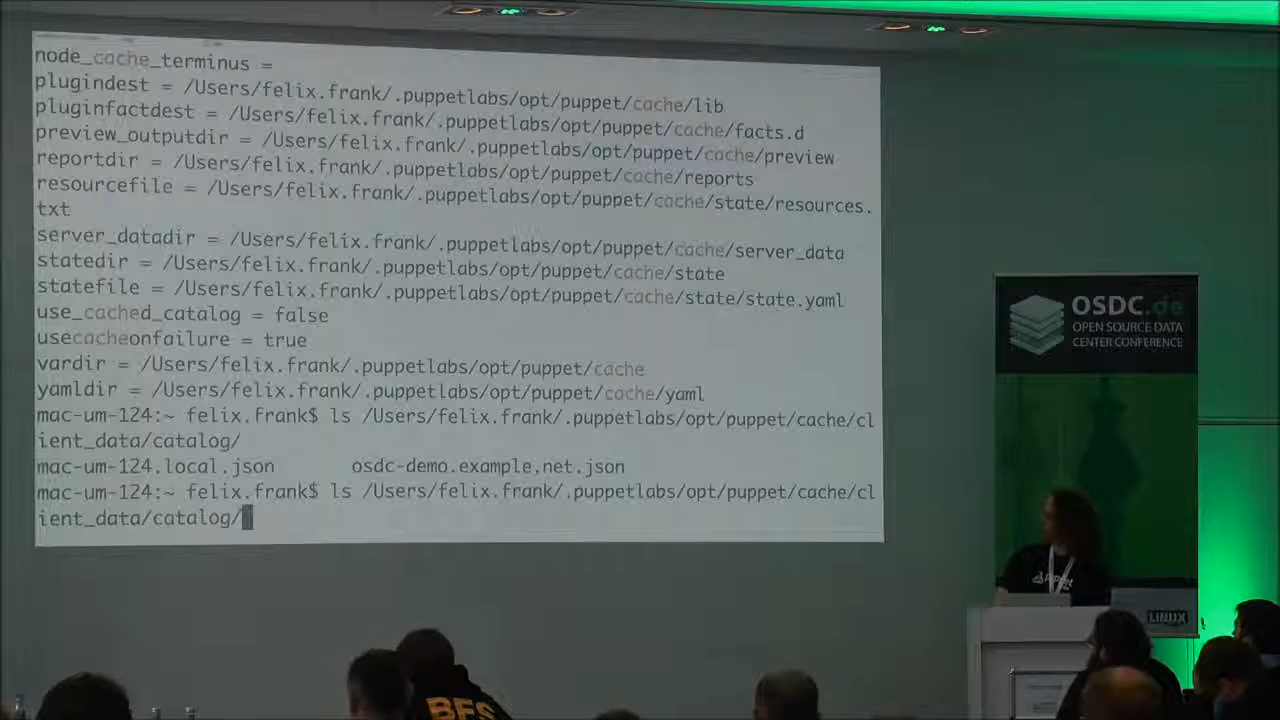 node_cache_terminus =
plugindest = /Users/felix.frank/.puppetlabs/opt/puppet/cache/lib
pluginfactdest = /Users/felix.frank/.puppetlabs/opt/puppet/cache/facts.d
preview_outputdir = /Users/felix.frank/.puppetlabs/opt/puppet/cache/preview
reportdir = /Users/felix.frank/.puppetlabs/opt/puppet/cache/reports
resourcefile = /Users/felix.frank/.puppetlabs/opt/puppet/cache/state/resources.
txt
server_datadir = /Users/felix.frank/.puppetlabs/opt/puppet/cache/server_data
statedir = /Users/felix.frank/.puppetlabs/opt/puppet/cache/state
statefile = /Users/felix.frank/.puppetlabs/opt/puppet/cache/state/state.yaml
use_cached_catalog = false
usecacheonfailure = true
vardir = /Users/felix.frank/.puppetlabs/opt/puppet/cache
yamldir = /Users/felix.frank/.puppetlabs/opt/puppet/cache/yaml
mac-um-124:~ felix.frank$ ls /Users/felix.frank/.puppetlabs/opt/puppet/cache/cl
ient_data/catalog/
mac-um-124.local.json osdc-demo.example.net.json
mac-um-124:~ felix.frank$ ls /Users/felix.frank/.puppetlabs/opt/puppet/cache/cl
ient_data/catalog/
OSDC.de
OPEN SOURCE DATA
CENTER CONFERENCE
puppet
LINUX